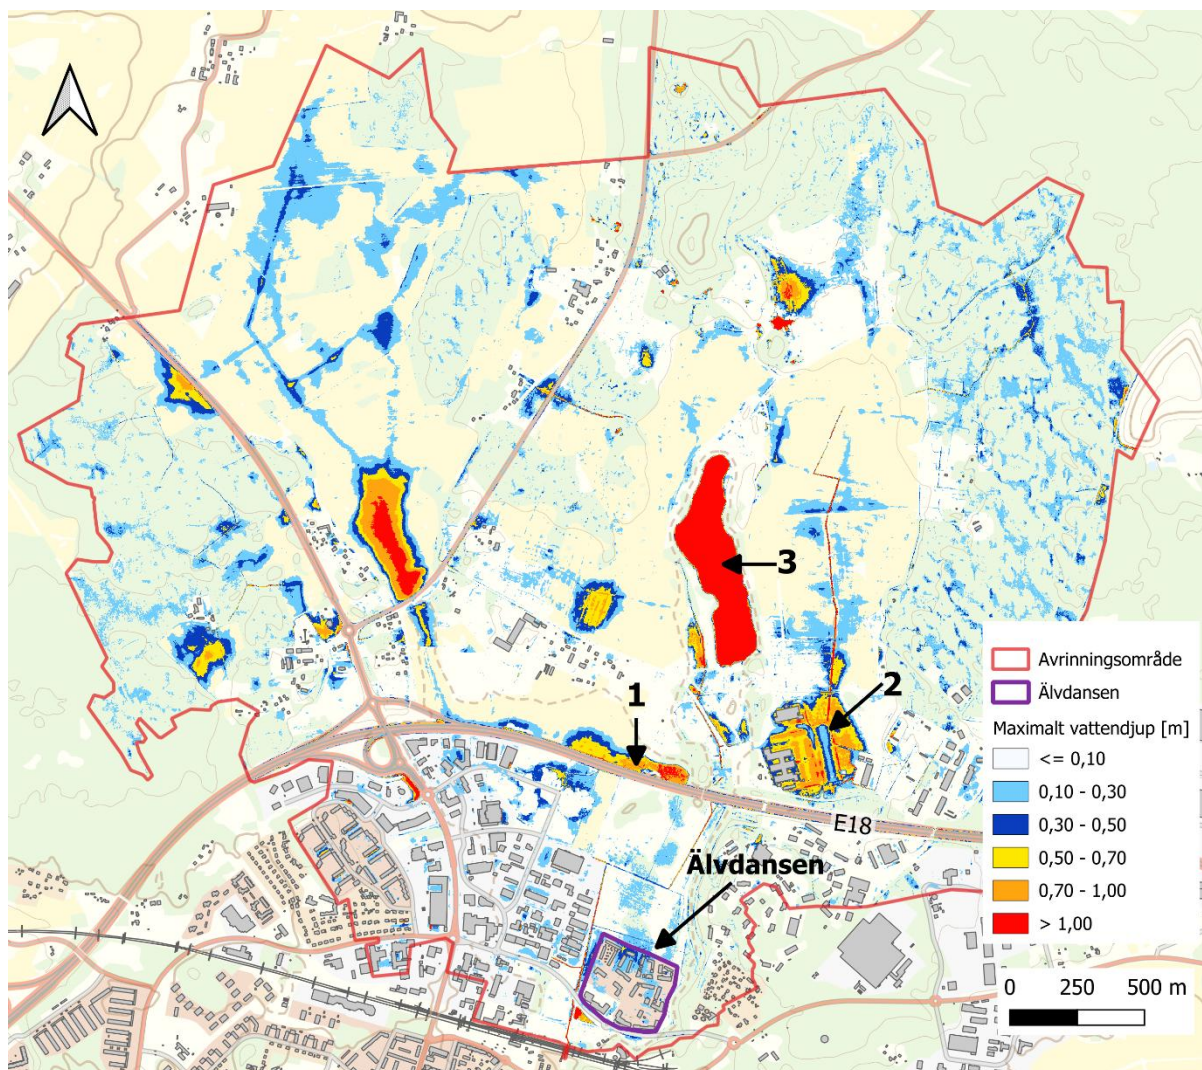 3
1
2
E18
Älvdansen
Avrinningsområde
Älvdansen
Maximalt vattendjup [m]
<= 0,10
0,10 - 0,30
0,30 - 0,50
0,50 - 0,70
0,70 - 1,00
> 1,00
0 250 500 m